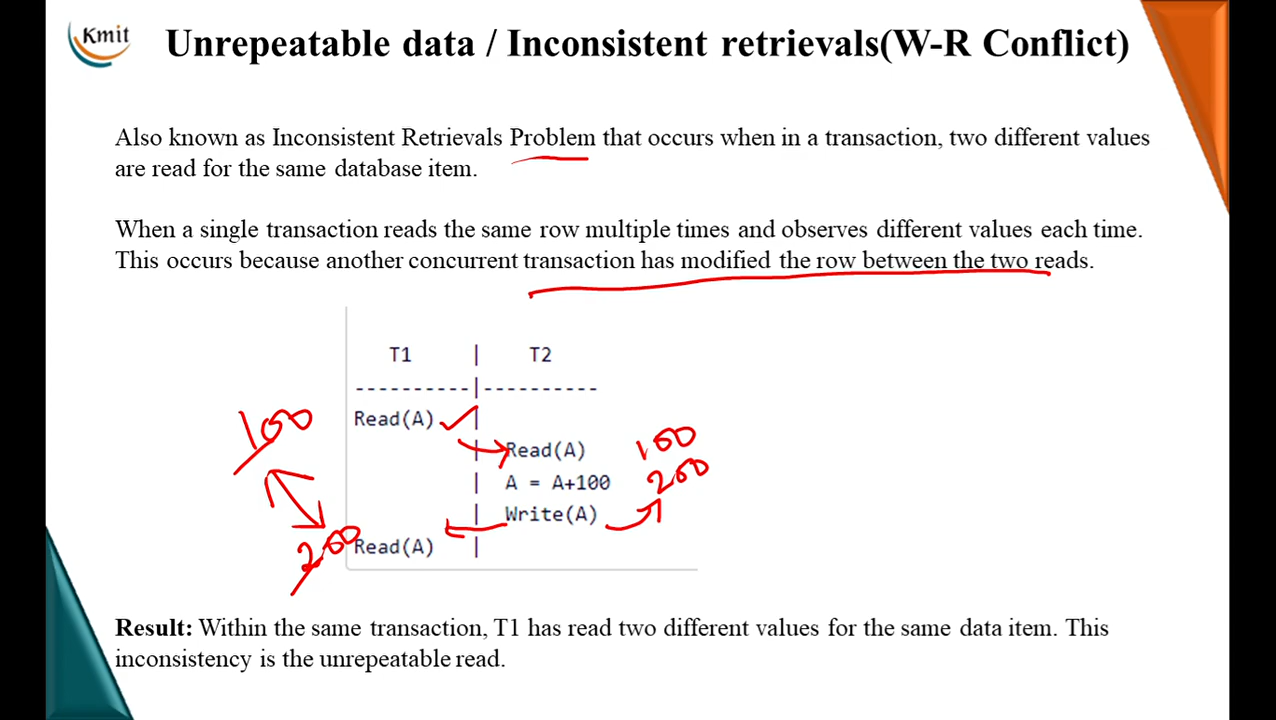 Kmit
Unrepeatable data / Inconsistent retrievals(W-R Conflict)
Also known as Inconsistent Retrievals Problem that occurs when in a transaction, two different values
are read for the same database item.
When a single transaction reads the same row multiple times and observes different values each time.
This occurs because another concurrent transaction has modified the row between the two reads.
T1 | T2
----------|----------
100 Read(A) |
| Read(A) 100
| A = A+100 200
| Write(A)
200 Read(A) |
Result: Within the same transaction, T1 has read two different values for the same data item. This
inconsistency is the unrepeatable read.